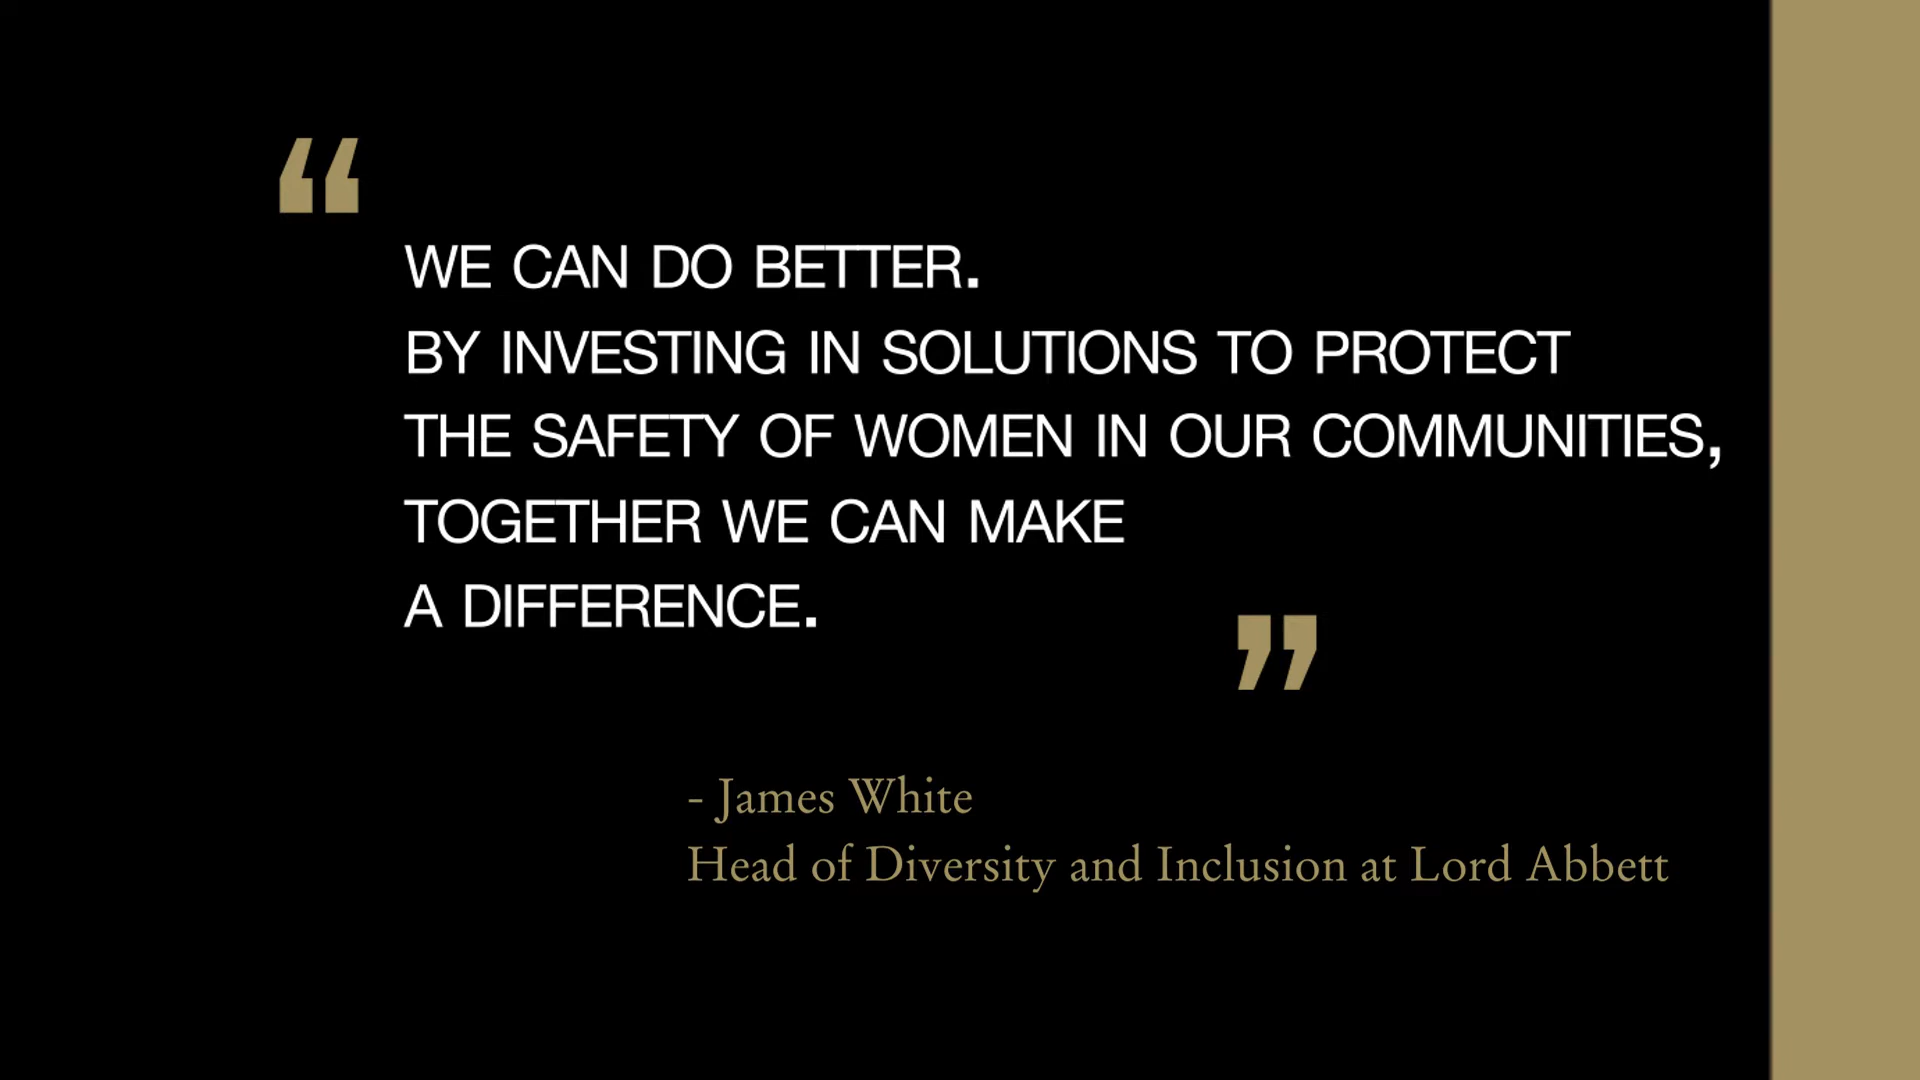 “
WE CAN DO BETTER.
BY INVESTING IN SOLUTIONS TO PROTECT
THE SAFETY OF WOMEN IN OUR COMMUNITIES,
TOGETHER WE CAN MAKE
A DIFFERENCE.
”
- James White
Head of Diversity and Inclusion at Lord Abbett